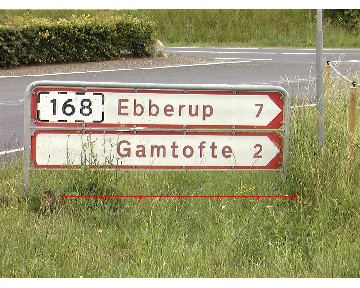 168 Ebberup 7
Gamtofte 2